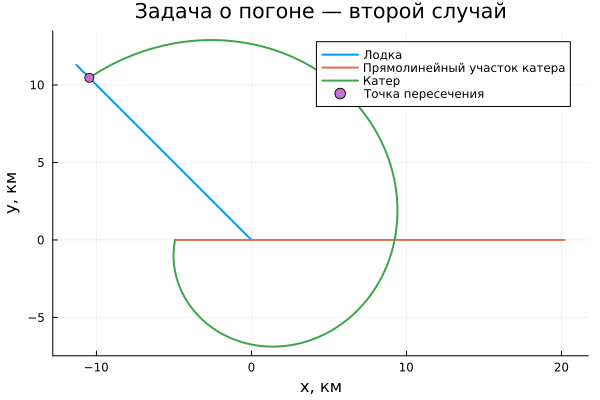 Задача о погоне — второй случай
Лодка
Прямолинейный участок катера
Катер
Точка пересечения
y, км
10
5
0
−5
−10
0
10
20
x, км